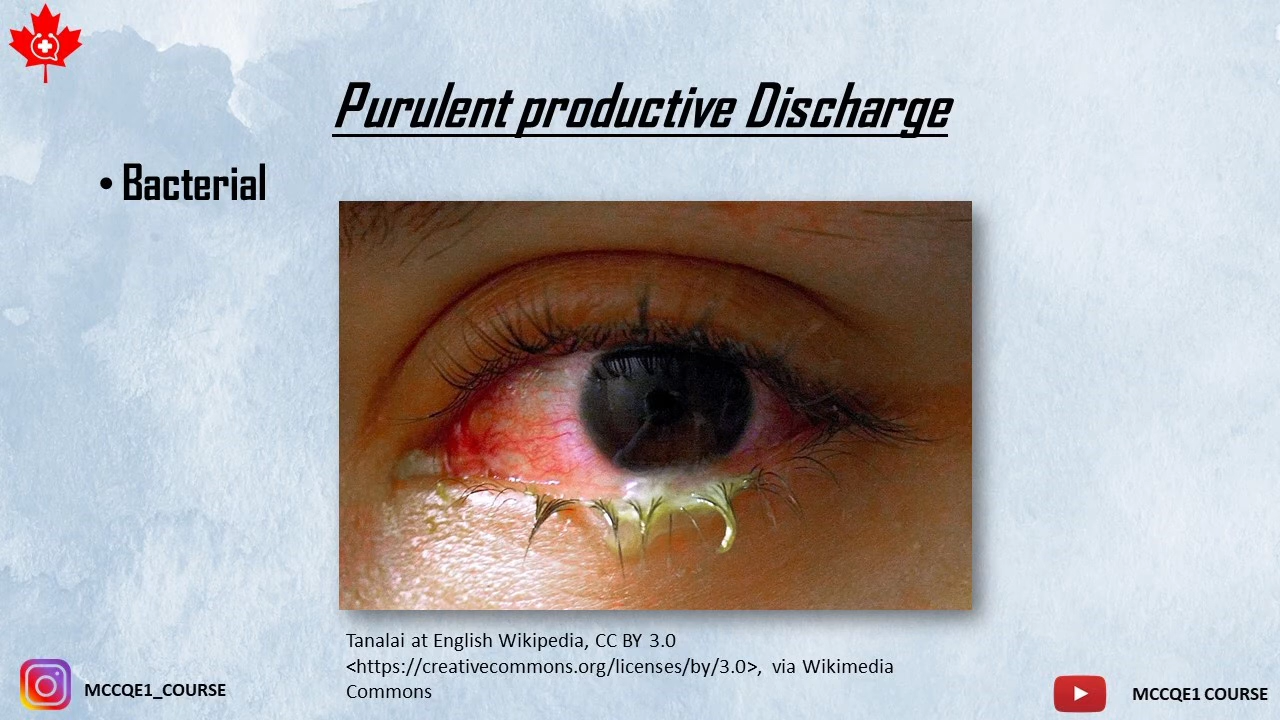 Purulent productive Discharge
• Bacterial
Tanalai at English Wikipedia, CC BY 3.0
<https://creativecommons.org/licenses/by/3.0>, via Wikimedia
Commons
MCCQE1_COURSE
MCCQE1 COURSE